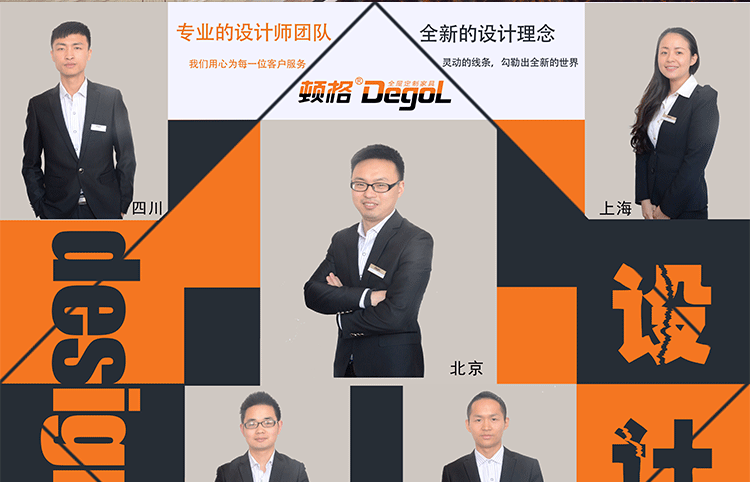 专业的设计师团队
全新的设计理念
我们用心为每一位客户服务
灵动的线条，勾勒出全新的世界
全屋定制家具
顿格® DegoL
四川
上海
北京
design
设计